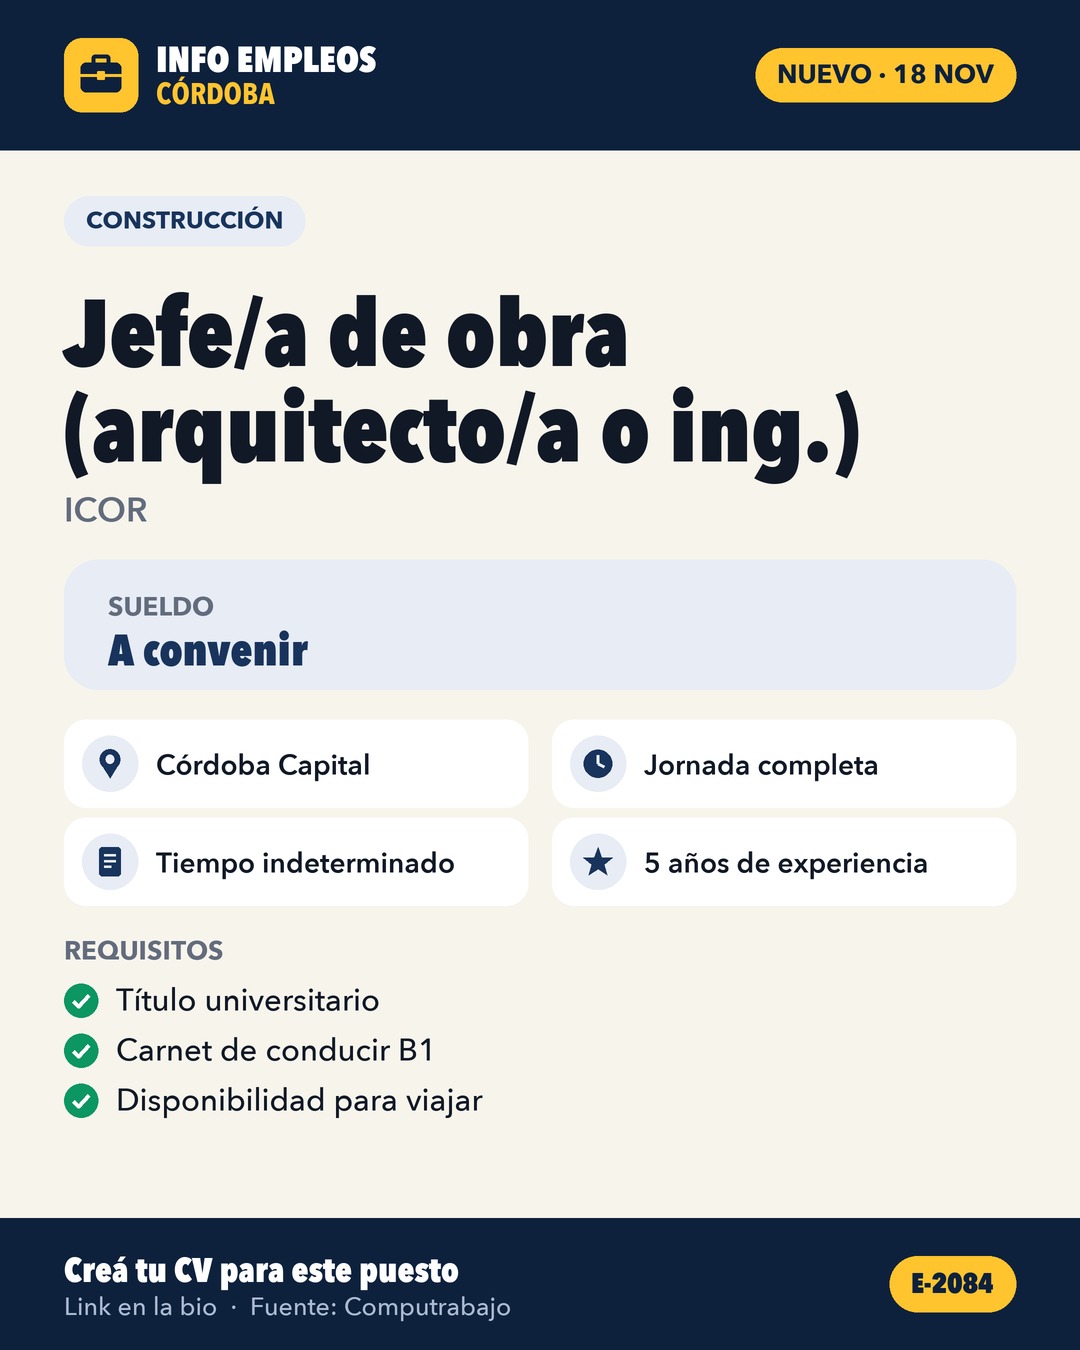 INFO EMPLEOS
CÓRDOBA
NUEVO · 18 NOV
CONSTRUCCIÓN
Jefe/a de obra
(arquitecto/a o ing.)
ICOR
SUELDO
A convenir
Córdoba Capital
Jornada completa
Tiempo indeterminado
5 años de experiencia
REQUISITOS
Título universitario
Carnet de conducir B1
Disponibilidad para viajar
Creá tu CV para este puesto
Link en la bio · Fuente: Computrabajo
E-2084